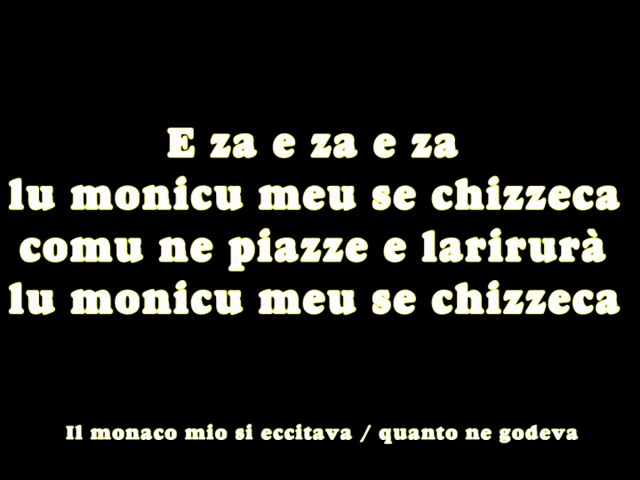 E za e za e za
lu monicu meu se chizzeca
comu ne piazze e larirurà
lu monicu meu se chizzeca
Il monaco mio si eccitava / quanto ne godeva